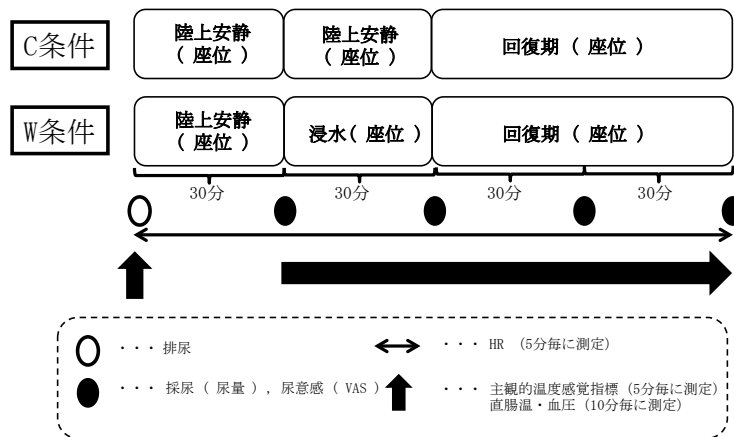 C条件
陸上安静
( 座位 )
陸上安静
( 座位 )
回復期 ( 座位 )
W条件
陸上安静
( 座位 )
浸水( 座位 )
回復期 ( 座位 )
30分
30分
30分
30分
・・・ 排尿
・・・ HR (5分毎に測定)
・・・ 採尿 ( 尿量 ) , 尿意感 ( VAS )
・・・ 主観的温度感覚指標 (5分毎に測定)
直腸温・血圧 (10分毎に測定)